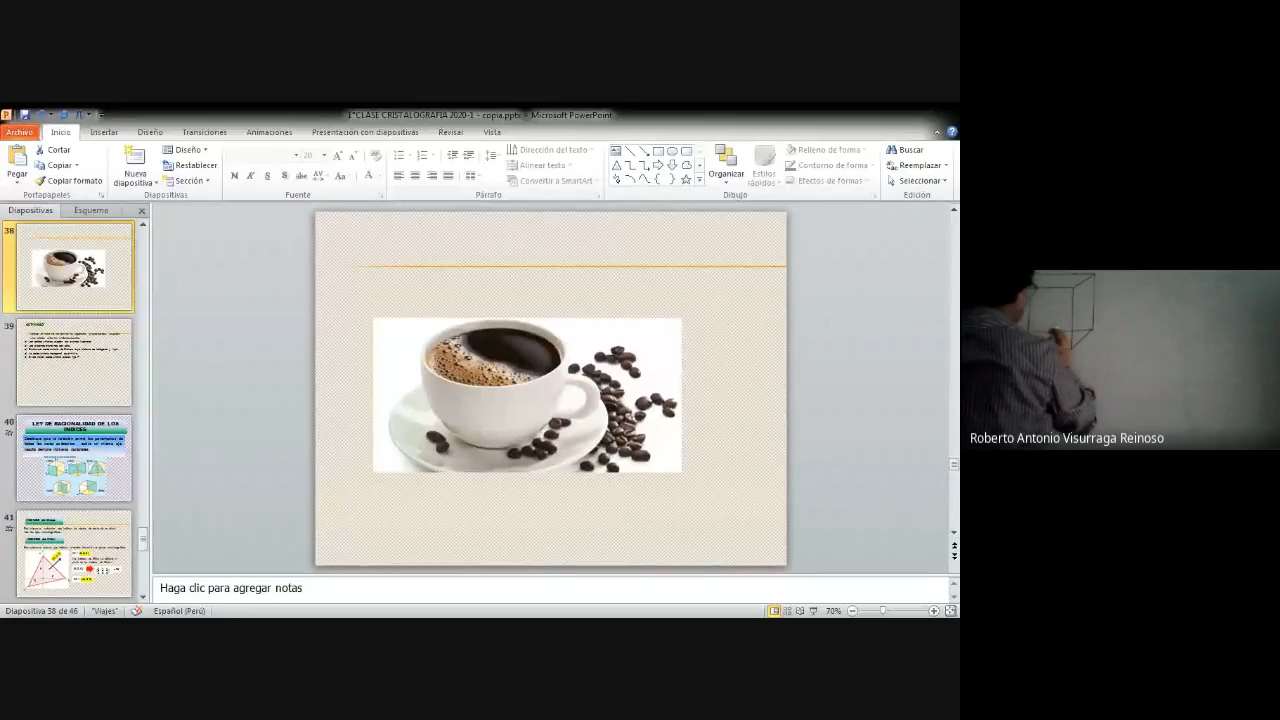 1°CLASE CRISTALOGRAFIA 2020-1 - copia.pptx - Microsoft PowerPoint
Archivo Inicio Insertar Diseño Transiciones Animaciones Presentación con diapositivas Revisar Vista
Pegar
Cortar
Copiar
Copiar formato
Portapapeles
Nueva diapositiva
Diseño
Restablecer
Sección
Diapositivas
20
Fuente
Párrafo
Dirección del texto
Alinear texto
Convertir a SmartArt
Organizar
Estilos rápidos
Relleno de forma
Contorno de forma
Efectos de formas
Dibujo
Buscar
Reemplazar
Seleccionar
Edición
Diapositivas Esquema
38
39
40
LEY DE RACIONALIDAD DE LOS
INDICES
41
Haga clic para agregar notas
Diapositiva 38 de 46 "Viajes" Español (Perú) 70%
Roberto Antonio Visurraga Reinoso